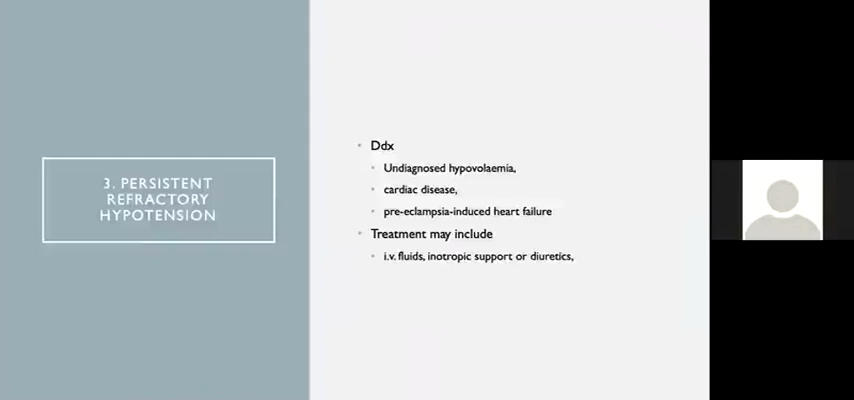 3. PERSISTENT
REFRACTORY
HYPOTENSION
Ddx
Undiagnosed hypovolaemia,
cardiac disease,
pre-eclampsia-induced heart failure
Treatment may include
i.v. fluids, inotropic support or diuretics,